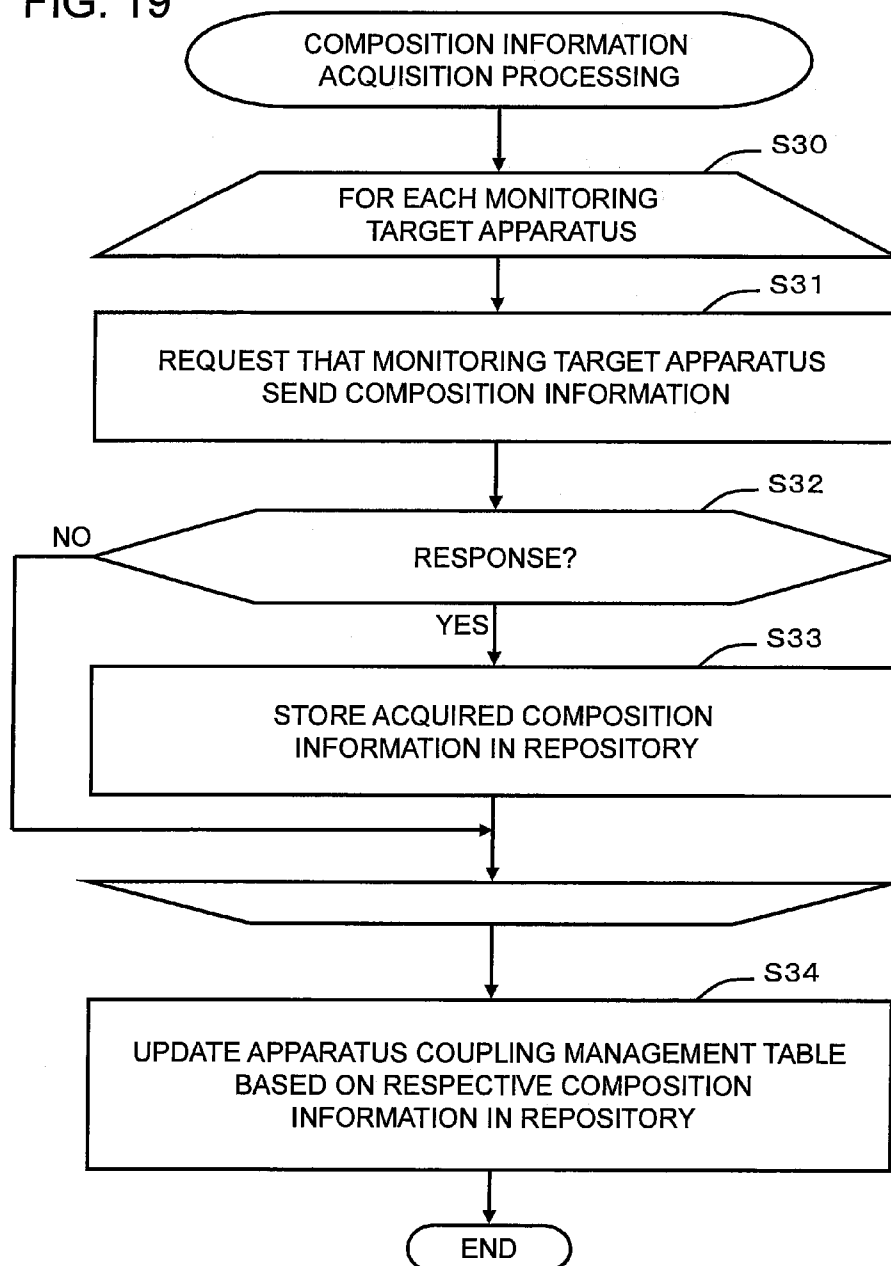 FIG. 19
COMPOSITION INFORMATION
ACQUISITION PROCESSING
S30
FOR EACH MONITORING
TARGET APPARATUS
S31
REQUEST THAT MONITORING TARGET APPARATUS
SEND COMPOSITION INFORMATION
S32
NO
RESPONSE?
YES
S33
STORE ACQUIRED COMPOSITION
INFORMATION IN REPOSITORY
S34
UPDATE APPARATUS COUPLING MANAGEMENT TABLE
BASED ON RESPECTIVE COMPOSITION
INFORMATION IN REPOSITORY
END